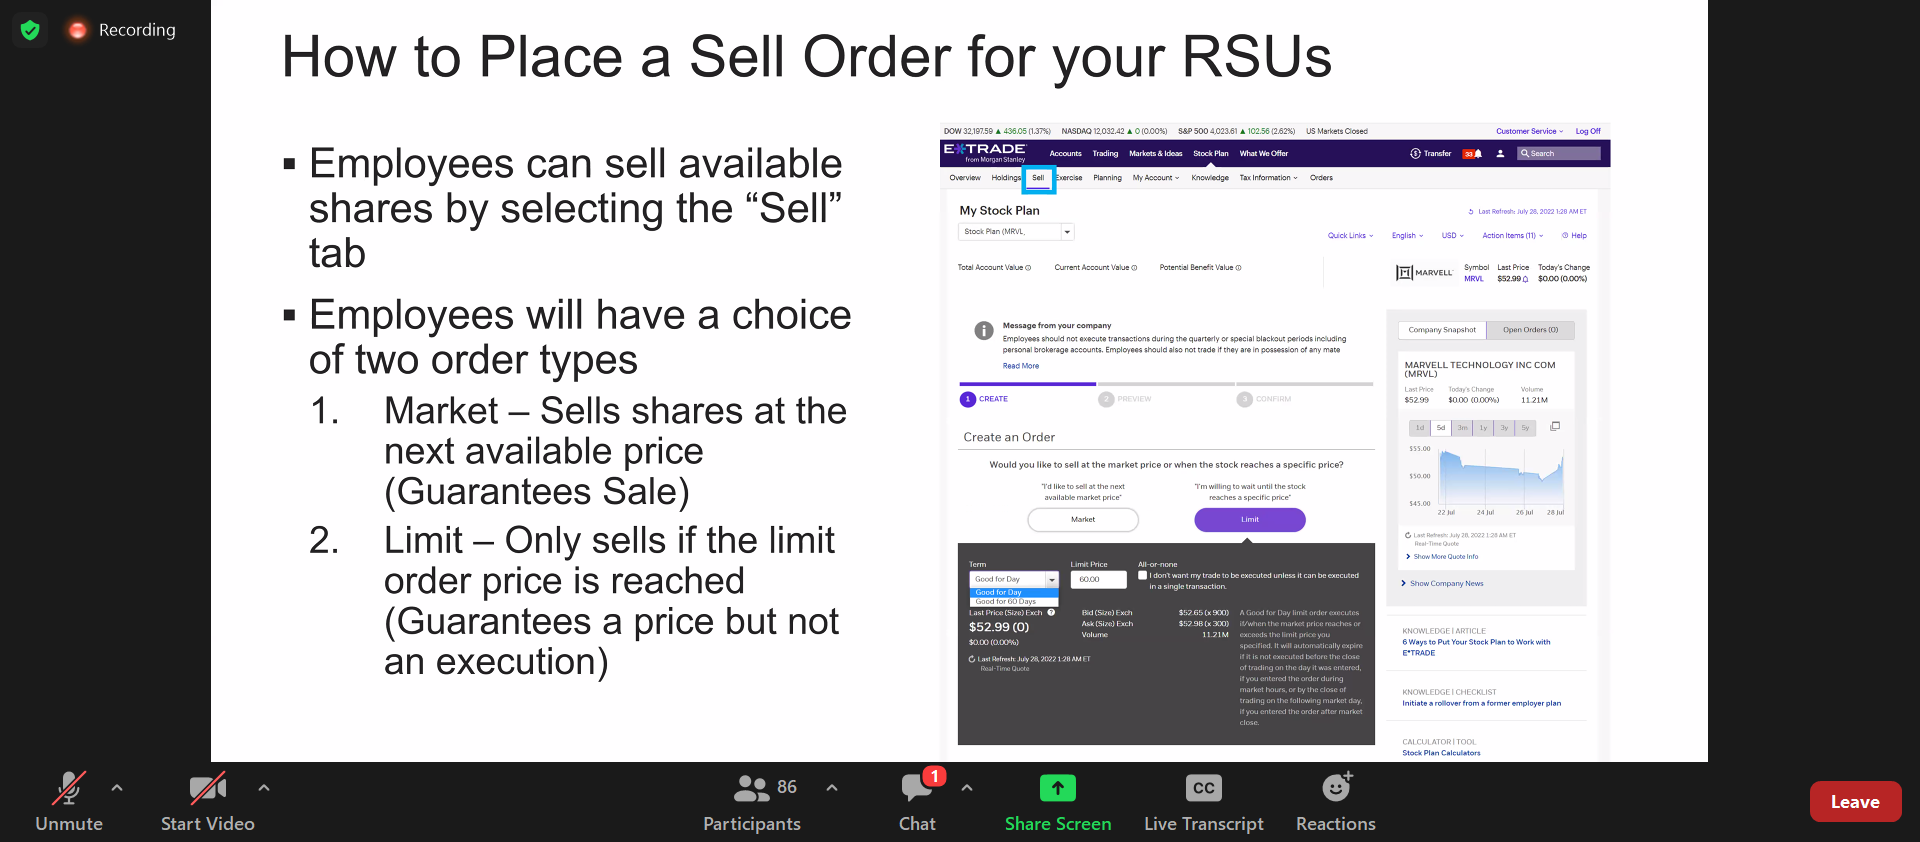 Recording
How to Place a Sell Order for your RSUs
▪ Employees can sell available
shares by selecting the “Sell”
tab
▪ Employees will have a choice
of two order types
1. Market – Sells shares at the
next available price
(Guarantees Sale)
2. Limit – Only sells if the limit
order price is reached
(Guarantees a price but not
an execution)
DOW 32,197.59 ▲ 436.05 (1.37%) NASDAQ 12,032.42 ▲ 0 (0.00%) S&P 500 4,023.61 ▲ 102.56 (2.62%) US Markets Closed Customer Service Log Off
E*TRADE
from Morgan Stanley
Accounts Trading Markets & Ideas Stock Plan What We Offer Transfer 33 Search
Overview Holdings Sell Exercise Planning My Account Knowledge Tax Information Orders
My Stock Plan
Last Refresh: July 28, 2022 1:28 AM ET
Stock Plan (MRVL,
Quick Links English USD Action Items (11) Help
Total Account Value Current Account Value Potential Benefit Value
MARVELL
Symbol Last Price Today's Change
MRVL $52.99 $0.00 (0.00%)
Message from your company
Employees should not execute transactions during the quarterly or special blackout periods including
personal brokerage accounts. Employees should also not trade if they are in possession of any mate
Read More
1 CREATE 2 PREVIEW 3 CONFIRM
Create an Order
Would you like to sell at the market price or when the stock reaches a specific price?
"I'd like to sell at the next
available market price"
Market
"I'm willing to wait until the stock
reaches a specific price"
Limit
Term Limit Price All-or-none
Good for Day 60.00 I don't want my trade to be executed unless it can be executed
in a single transaction.
Good for Day
Good for 60 Days
Last Price (Size) Exch
$52.99 (0)
$0.00 (0.00%)
Last Refresh: July 28, 2022 1:28 AM ET
Real-Time Quote
Bid (Size) Exch $52.65 (x 900)
Ask (Size) Exch $52.98 (x 300)
Volume 11.21M
A Good for Day limit order executes
if/when the market price reaches or
exceeds the limit price you
specified. It will automatically expire
if it is not executed before the close
of trading on the day it was entered,
if you entered the order during
market hours, or by the close of
trading on the following market day,
if you entered the order after market
close.
Company Snapshot Open Orders (0)
MARVELL TECHNOLOGY INC COM
(MRVL)
Last Price Today's Change Volume
$52.99 $0.00 (0.00%) 11.21M
1d 5d 3m 1y 3y 5y
$55.00
$50.00
$45.00
22 Jul 24 Jul 26 Jul 28 Jul
Last Refresh: July 28, 2022 1:28 AM ET
Real-Time Quote
Show More Quote Info
Show Company News
KNOWLEDGE | ARTICLE
6 Ways to Put Your Stock Plan to Work with
E*TRADE
KNOWLEDGE | CHECKLIST
Initiate a rollover from a former employer plan
CALCULATOR | TOOL
Stock Plan Calculators
Unmute
Start Video
86
Participants
1
Chat
Share Screen
CC
Live Transcript
Reactions
Leave